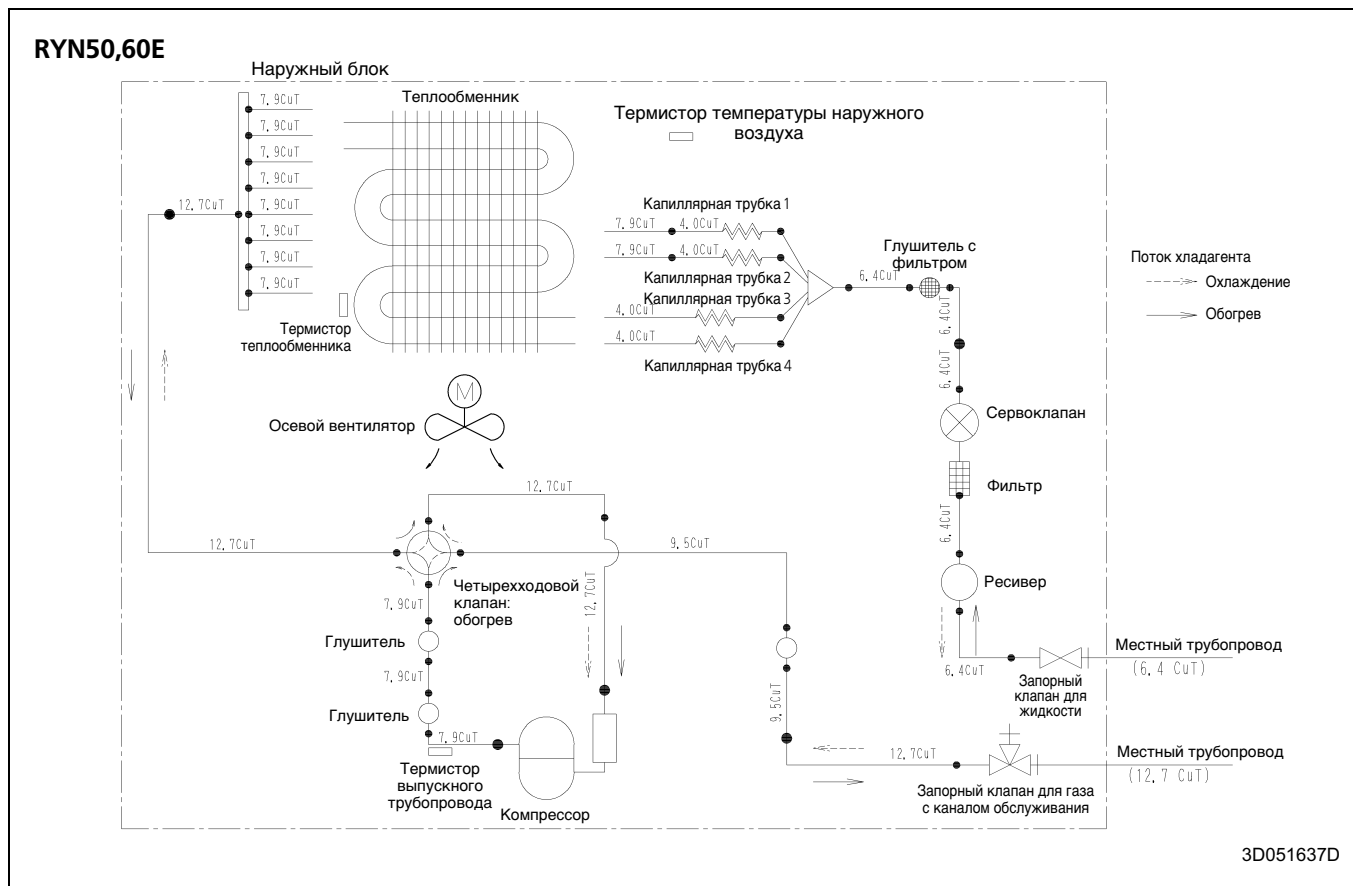 RYN50,60E
Наружный блок
7,9CuT
7,9CuT
7,9CuT
7,9CuT
7,9CuT
7,9CuT
7,9CuT
12,7CuT
Теплообменник
Термистор температуры наружного
воздуха
Капиллярная трубка 1
7,9CuT 4,0CuT
7,9CuT 4,0CuT
Капиллярная трубка 2
Капиллярная трубка 3
4,0CuT
4,0CuT
Капиллярная трубка 4
6,4CuT
Глушитель с
фильтром
6,4CuT
6,4CuT
Поток хладагента
Охлаждение
Обогрев
Термистор
теплообменника
M
Осевой вентилятор
Сервоклапан
Фильтр
6,4CuT
Ресивер
12,7CuT
12,7CuT
9,5CuT
12,7CuT
Четырехходовой
клапан:
обогрев
7,9CuT
Глушитель
7,9CuT
Глушитель
7,9CuT
Термистор
выпускного
трубопровода
Компрессор
9,5CuT
6,4CuT
Запорный
клапан для
жидкости
Местный трубопровод
(6,4 CuT)
12,7CuT
Запорный клапан для газа
с каналом обслуживания
Местный трубопровод
(12,7 CuT)
3D051637D